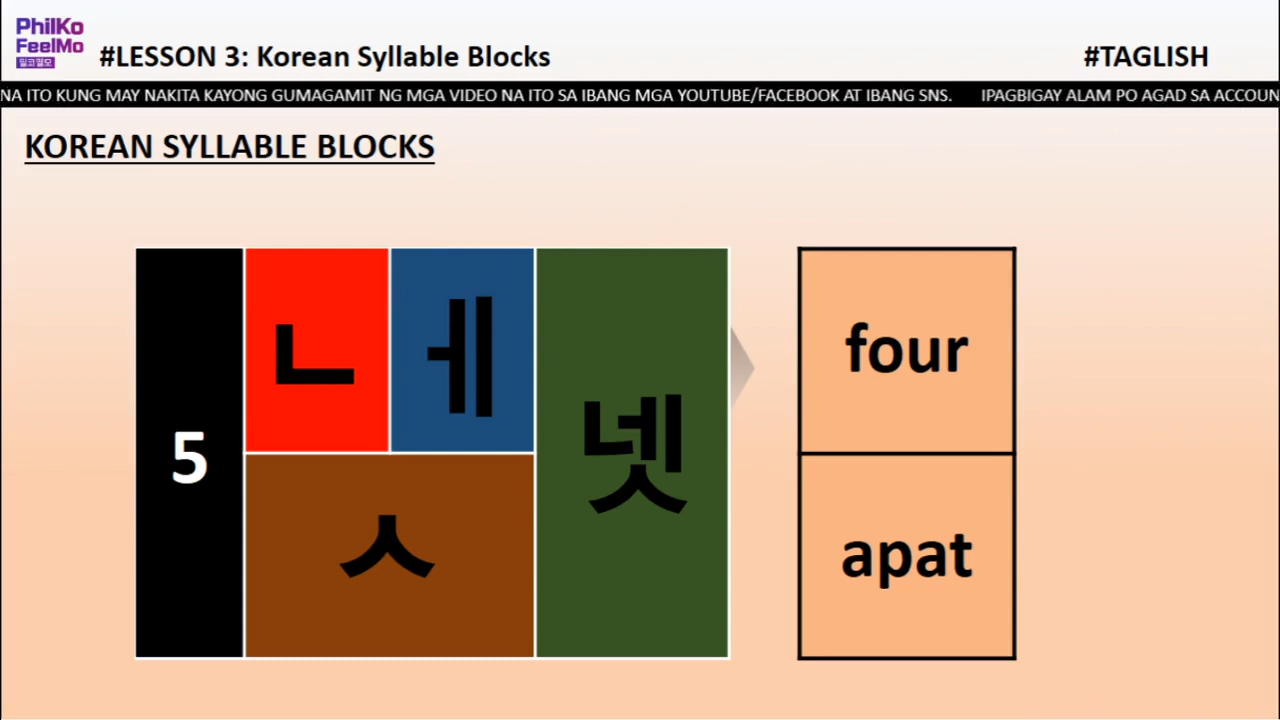 PhilKo
FeelMo
필코필모
#LESSON 3: Korean Syllable Blocks
#TAGLISH
NA ITO KUNG MAY NAKITA KAYONG GUMAGAMIT NG MGA VIDEO NA ITO SA IBANG MGA YOUTUBE/FACEBOOK AT IBANG SNS. IPAGBIGAY ALAM PO AGAD SA ACCOUN
KOREAN SYLLABLE BLOCKS
5
ㄴ ㅔ
ㅅ
넷
four
apat